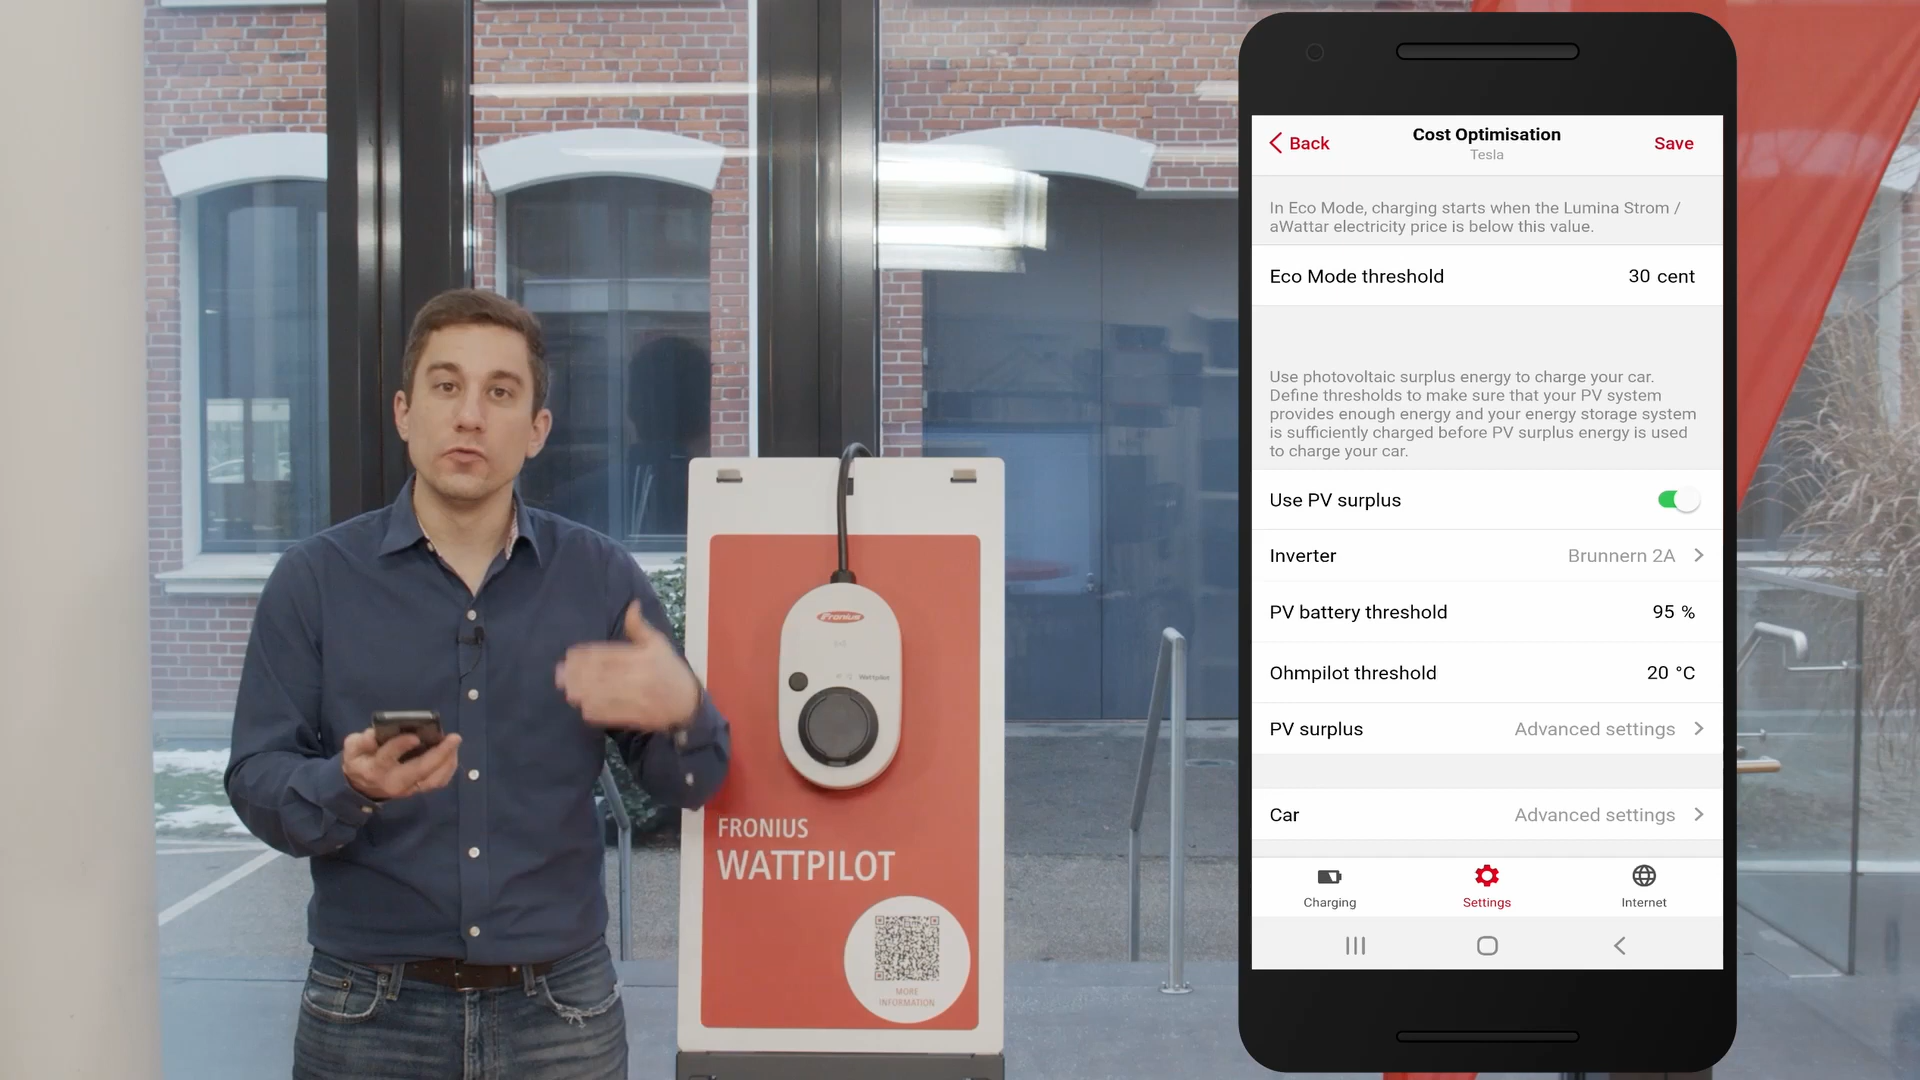 Fronius
Wattpilot
FRONIUS
WATTPILOT
MORE
INFORMATION
Back
Cost Optimisation
Save
Tesla
In Eco Mode, charging starts when the Lumina Strom /
aWattar electricity price is below this value.
Eco Mode threshold 30 cent
Use photovoltaic surplus energy to charge your car.
Define thresholds to make sure that your PV system
provides enough energy and your energy storage system
is sufficiently charged before PV surplus energy is used
to charge your car.
Use PV surplus
Inverter Brunnern 2A
PV battery threshold 95 %
Ohmpilot threshold 20 °C
PV surplus Advanced settings
Car Advanced settings
Charging Settings Internet